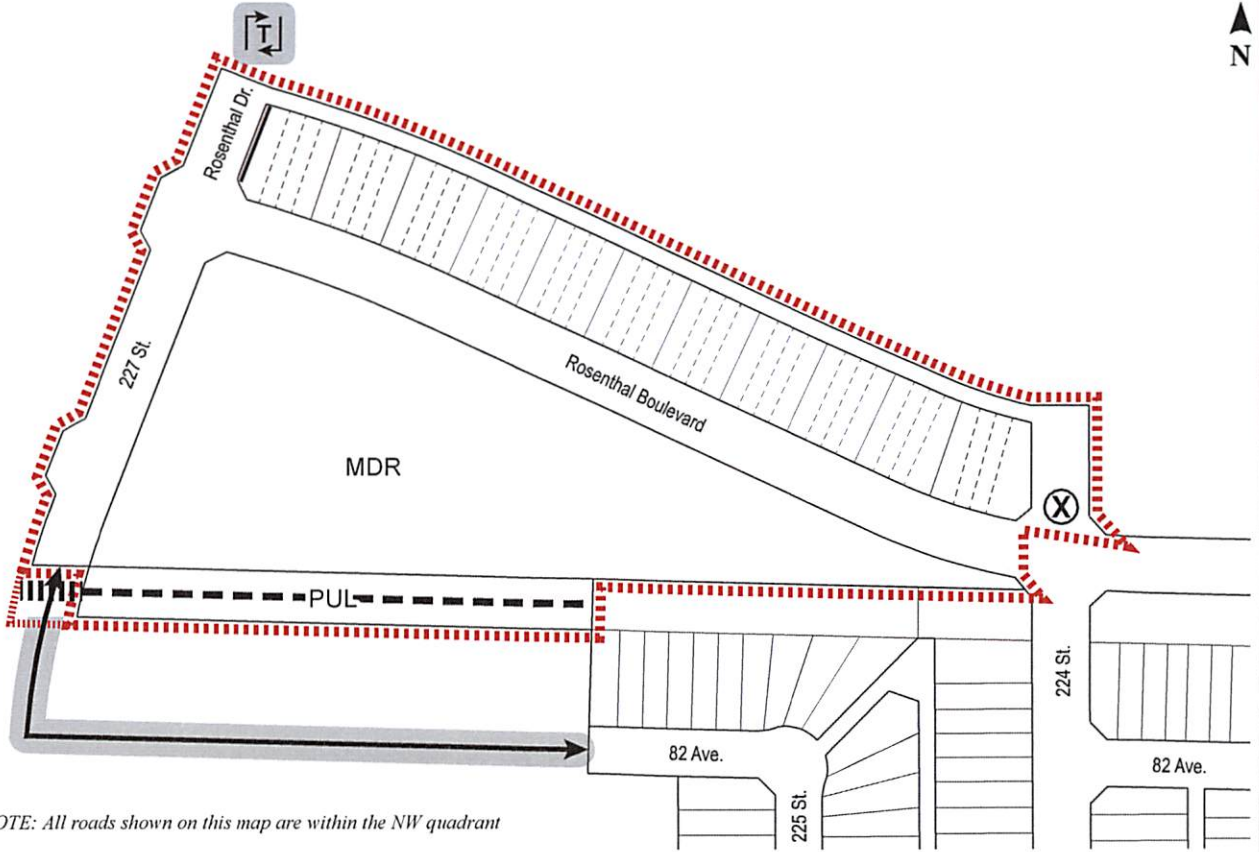 T
N
Rosenthal Dr.
227 St.
Rosenthal Boulevard
MDR
X
PUL
224 St.
82 Ave.
82 Ave.
225 St.
OTE: All roads shown on this map are within the NW quadrant